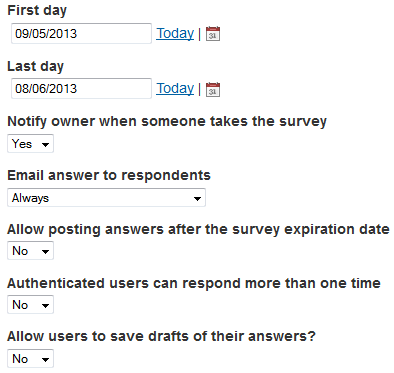 First day
09/05/2013 Today |
Last day
08/06/2013 Today |
Notify owner when someone takes the survey
Yes
Email answer to respondents
Always
Allow posting answers after the survey expiration date
No
Authenticated users can respond more than one time
No
Allow users to save drafts of their answers?
No